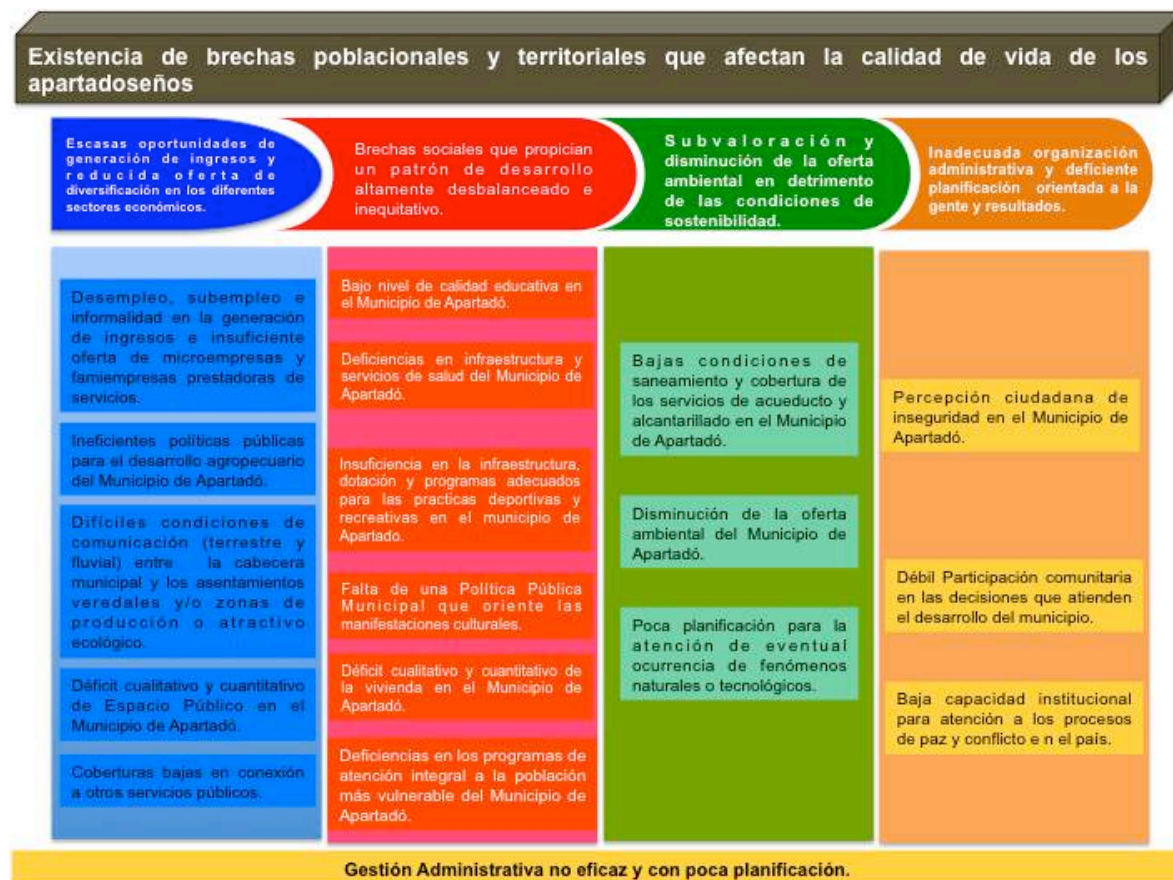 Existencia de brechas poblacionales y territoriales que afectan la calidad de vida de los
apartadoseños
Escasas oportunidades de
generación de ingresos y
reducida oferta de
diversificación en los diferentes
sectores económicos.
Brechas sociales que propician
un patrón de desarrollo
altamente desbalanceado e
inequitativo.
Subvaloración y
disminución de la oferta
ambiental en detrimento
de las condiciones de
sostenibilidad.
Inadecuada organización
administrativa y deficiente
planificación orientada a la
gente y resultados.
Desempleo, subempleo e
informalidad en la generación
de ingresos e insuficiente
oferta de microempresas y
famiempresas prestadoras de
servicios.
Ineficientes políticas públicas
para el desarrollo agropecuario
del Municipio de Apartadó.
Difíciles condiciones de
comunicación (terrestre y
fluvial) entre la cabecera
municipal y los asentamientos
veredales y/o zonas de
producción o atractivo
ecológico.
Déficit cualitativo y cuantitativo
de Espacio Público en el
Municipio de Apartadó.
Coberturas bajas en conexión
a otros servicios públicos.
Bajo nivel de calidad educativa en
el Municipio de Apartadó.
Deficiencias en infraestructura y
servicios de salud del Municipio de
Apartadó.
Insuficiencia en la infraestructura,
dotación y programas adecuados
para las practicas deportivas y
recreativas en el municipio de
Apartado.
Falta de una Política Pública
Municipal que oriente las
manifestaciones culturales.
Déficit cualitativo y cuantitativo de
la vivienda en el Municipio de
Apartadó.
Deficiencias en los programas de
atención integral a la población
más vulnerable del Municipio de
Apartadó.
Bajas condiciones de
saneamiento y cobertura de
los servicios de acueducto y
alcantarillado en el Municipio
de Apartadó.
Disminución de la oferta
ambiental del Municipio de
Apartadó.
Poca planificación para la
atención de eventual
ocurrencia de fenómenos
naturales o tecnológicos.
Percepción ciudadana de
inseguridad en el Municipio de
Apartadó.
Débil Participación comunitaria
en las decisiones que atienden
el desarrollo del municipio.
Baja capacidad institucional
para atención a los procesos
de paz y conflicto e n el país.
Gestión Administrativa no eficaz y con poca planificación.